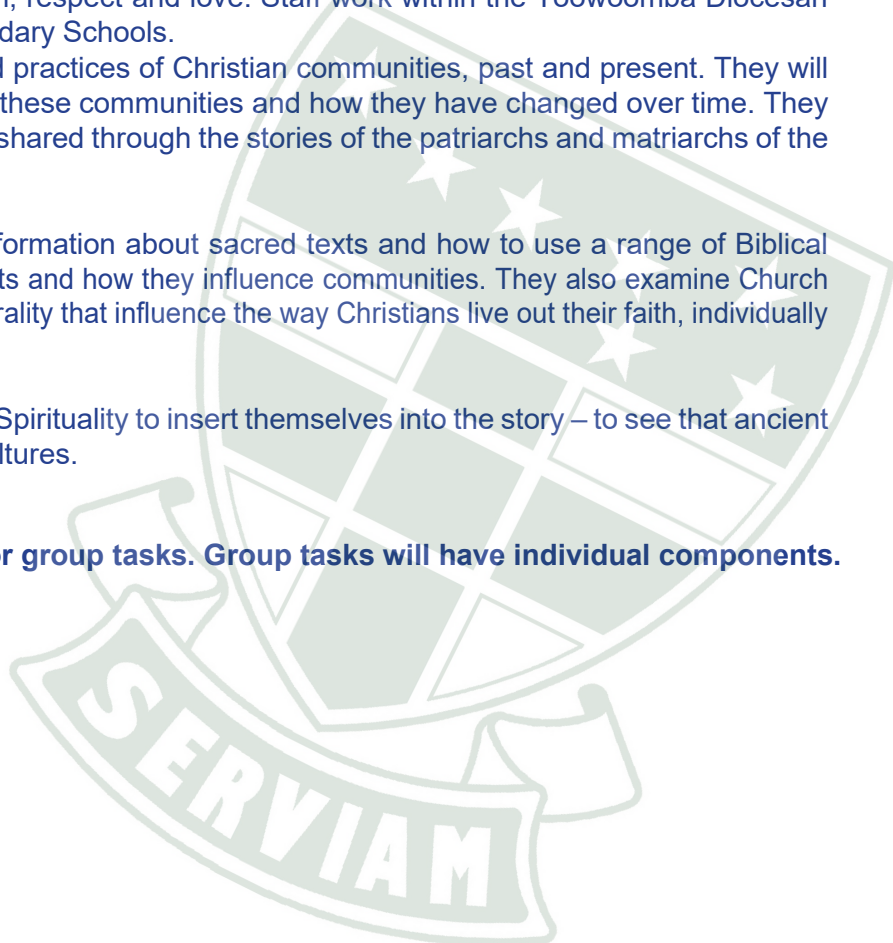 , respect and love. Staff work within the Toowoomba Diocesan
dary Schools.
d practices of Christian communities, past and present. They will
these communities and how they have changed over time. They
shared through the stories of the patriarchs and matriarchs of the
formation about sacred texts and how to use a range of Biblical
ts and how they influence communities. They also examine Church
rality that influence the way Christians live out their faith, individually
Spirituality to insert themselves into the story – to see that ancient
ltures.
r group tasks. Group tasks will have individual components.
SERVIAM